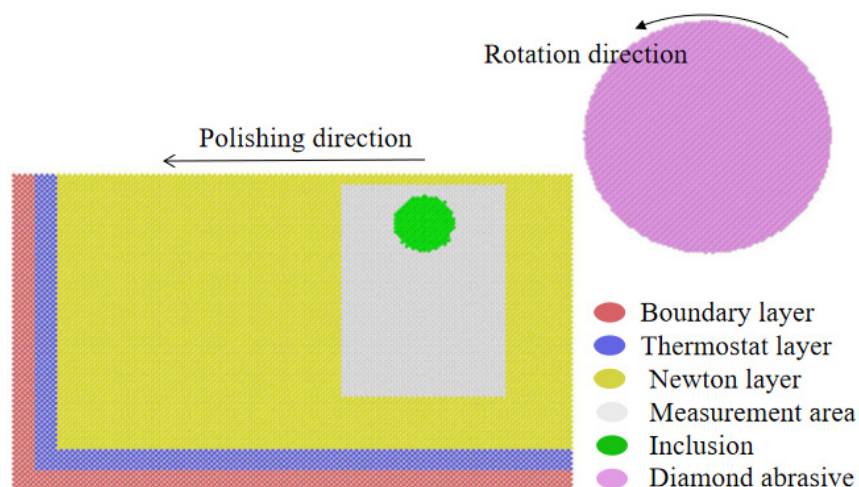 Rotation direction
Polishing direction
Boundary layer
Thermostat layer
Newton layer
Measurement area
Inclusion
Diamond abrasive